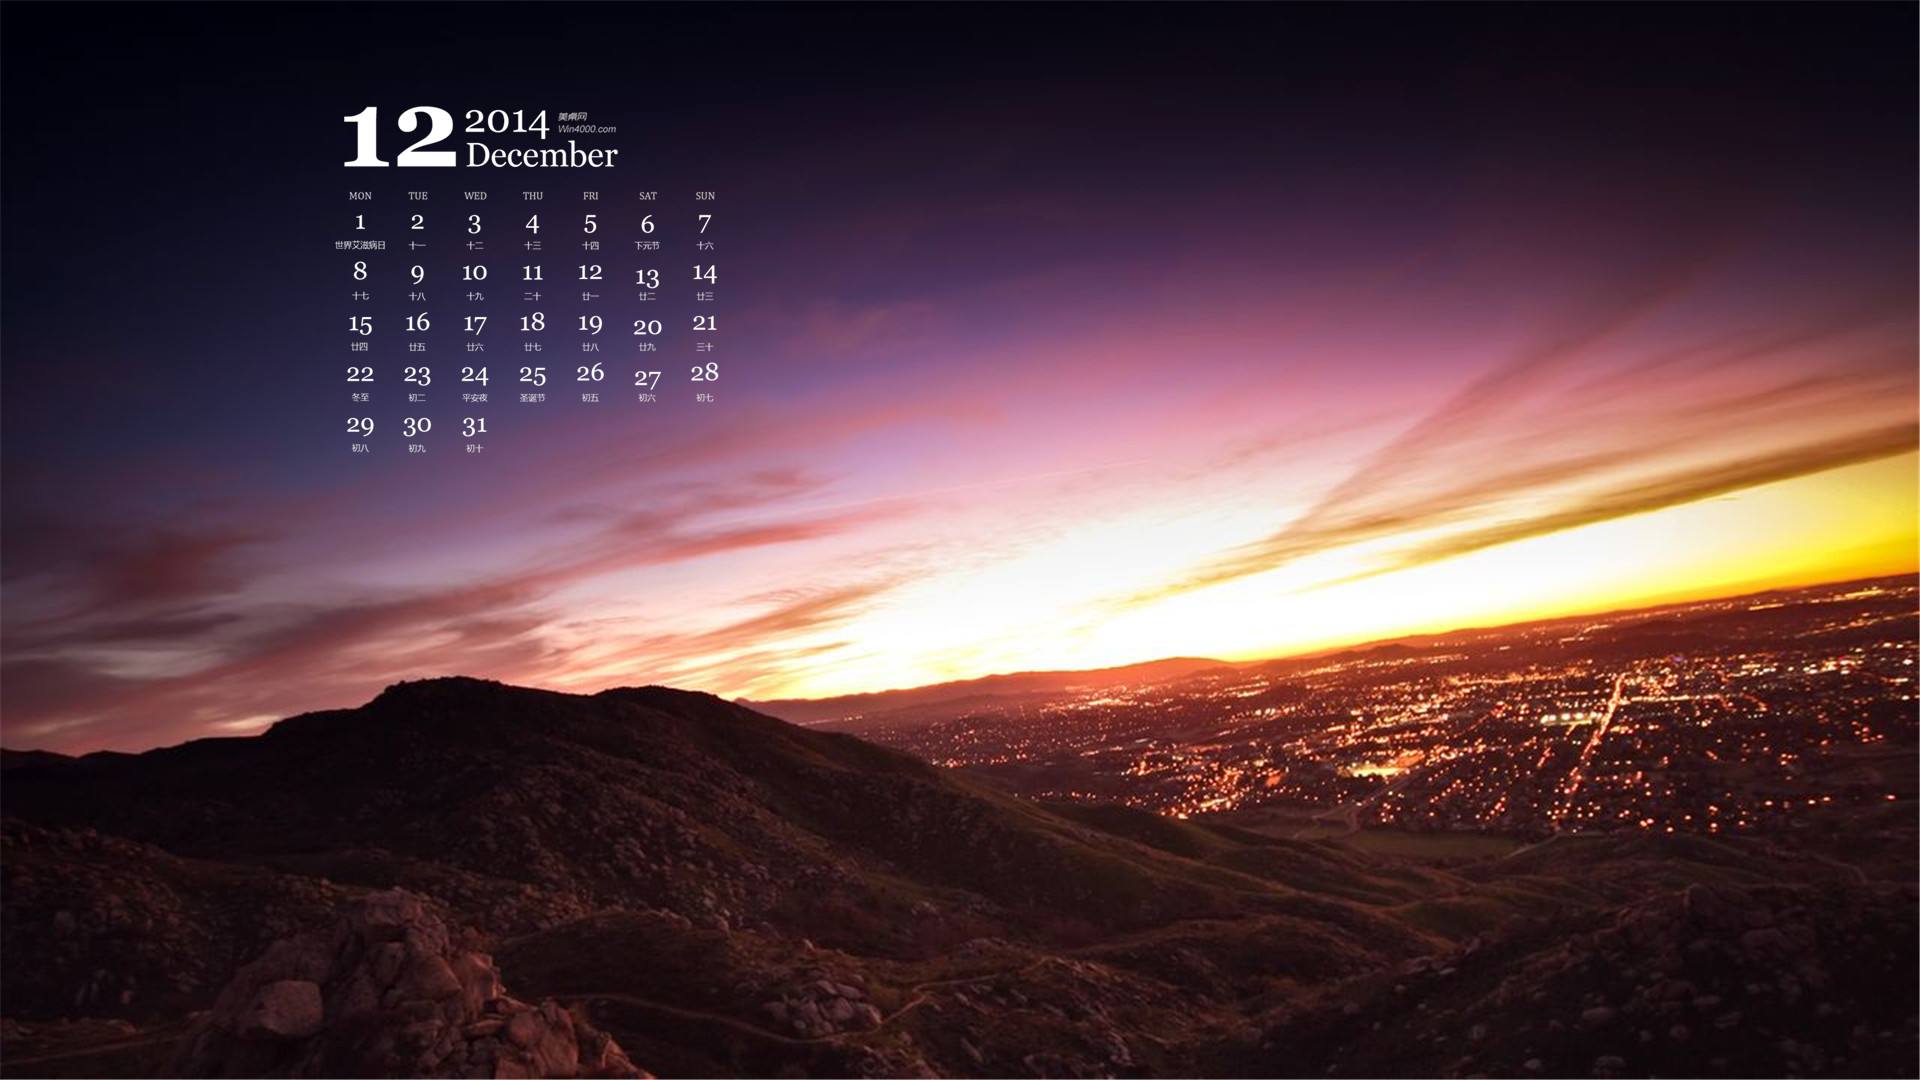 12 2014 美桌网
Win4000.com
December
MON TUE WED THU FRI SAT SUN
1 2 3 4 5 6 7
世界艾滋病日 十一 十二 十三 十四 下元节 十六
8 9 10 11 12 13 14
十七 十八 十九 二十 廿一 廿二 廿三
15 16 17 18 19 20 21
廿四 廿五 廿六 廿七 廿八 廿九 三十
22 23 24 25 26 27 28
冬至 初二 平安夜 圣诞节 初五 初六 初七
29 30 31
初八 初九 初十